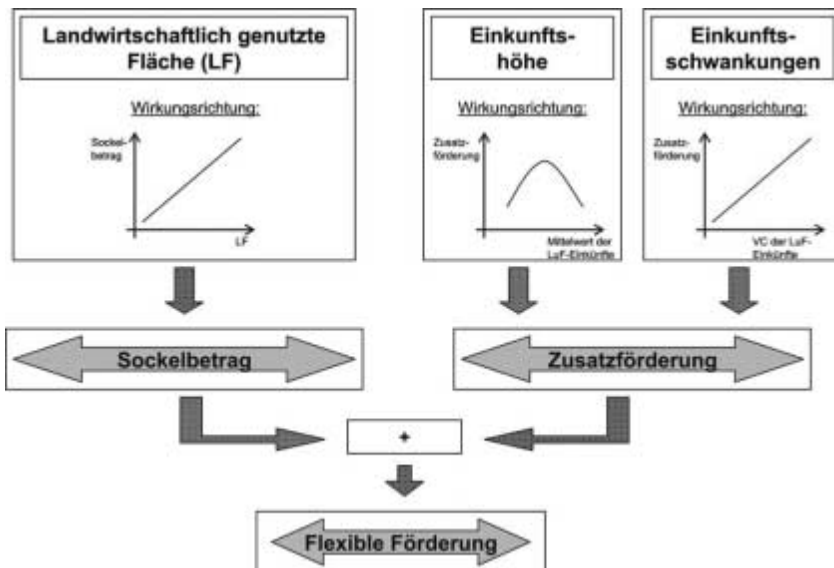 Landwirtschaftlich genutzte
Fläche (LF)
Wirkungsrichtung:
Sockel-
betrag
LF
Einkunfts-
höhe
Wirkungsrichtung:
Zusatz-
förderung
Mittelwert der
LuF-Einkünfte
Einkunfts-
schwankungen
Wirkungsrichtung:
Zusatz-
förderung
VC der LuF-
Einkünfte
Sockelbetrag
Zusatzförderung
+
Flexible Förderung